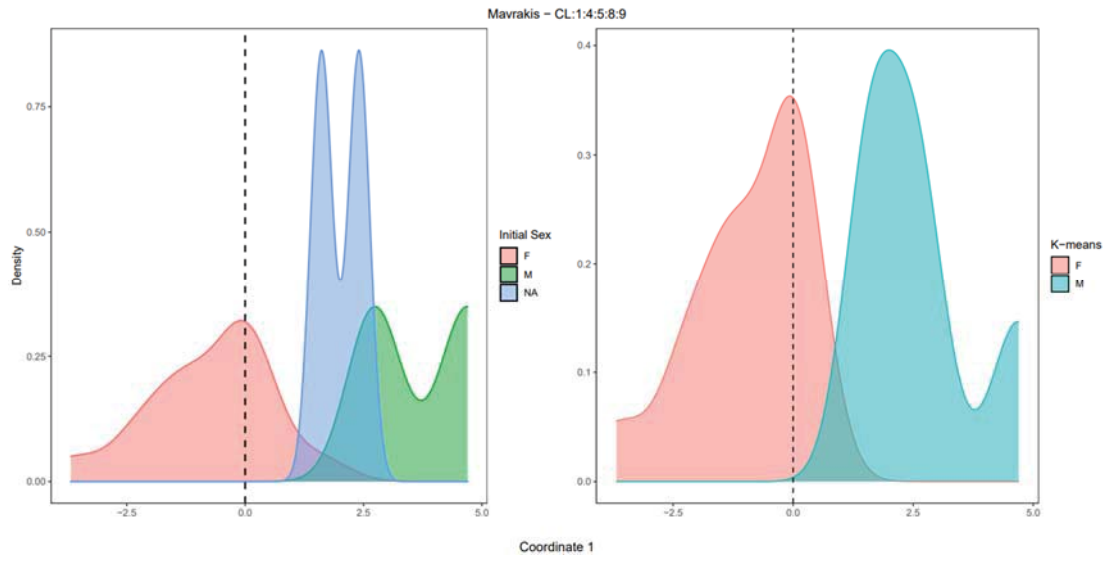 Mavrakis − CL:1:4:5:8:9
Density
0.75
0.50
0.25
0.00
−2.5
0.0
2.5
5.0
Initial Sex
F
M
NA
0.4
0.3
0.2
0.1
0.0
−2.5
0.0
2.5
5.0
K−means
F
M
Coordinate 1